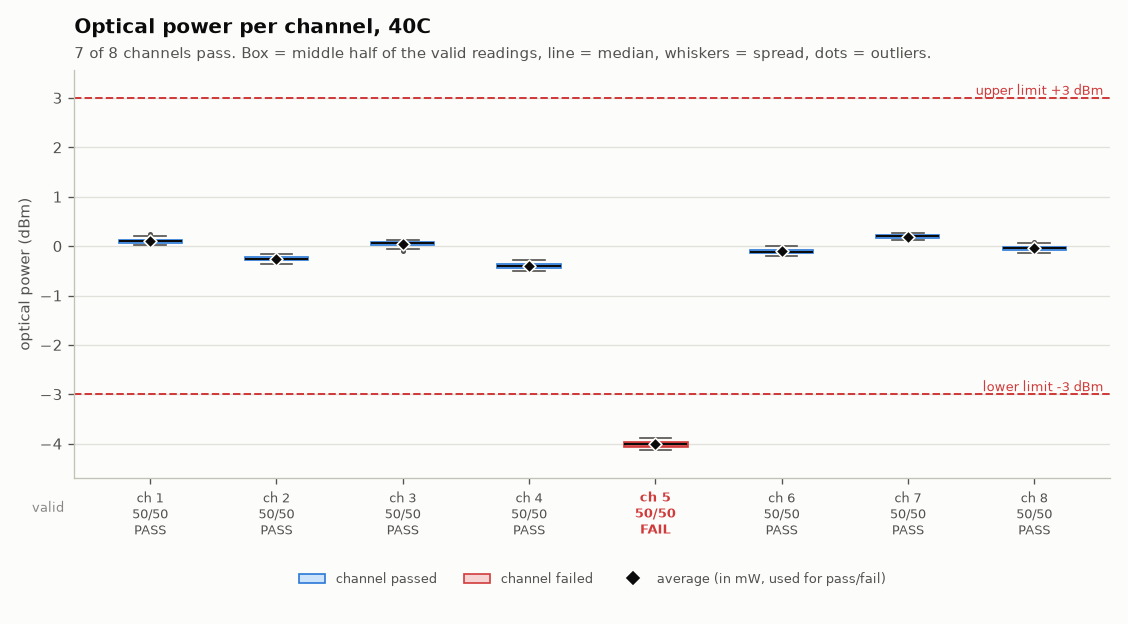 Optical power per channel, 40C
7 of 8 channels pass. Box = middle half of the valid readings, line = median, whiskers = spread, dots = outliers.
optical power (dBm)
3
2
1
0
−1
−2
−3
−4
upper limit +3 dBm
lower limit -3 dBm
valid
ch 1
50/50
PASS
ch 2
50/50
PASS
ch 3
50/50
PASS
ch 4
50/50
PASS
ch 5
50/50
FAIL
ch 6
50/50
PASS
ch 7
50/50
PASS
ch 8
50/50
PASS
channel passed
channel failed
average (in mW, used for pass/fail)